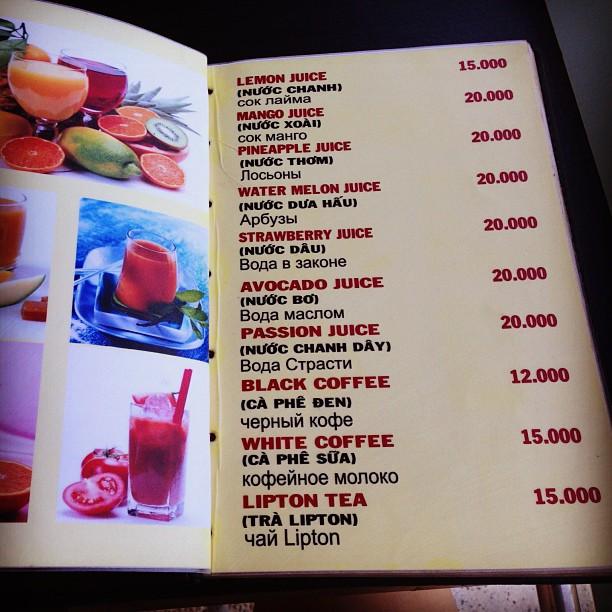 LEMON JUICE 15.000
(NƯỚC CHANH)
сок лайма
MANGO JUICE 20.000
(NƯỚC XOÀI)
сок манго
PINEAPPLE JUICE 20.000
(NƯỚC THƠM)
Лосьоны
WATER MELON JUICE 20.000
(NƯỚC DƯA HẤU)
Арбузы
STRAWBERRY JUICE 20.000
(NƯỚC DÂU)
Вода в законе
AVOCADO JUICE 20.000
(NƯỚC BƠ)
Вода маслом
PASSION JUICE 20.000
(NƯỚC CHANH DÂY)
Вода Страсти
BLACK COFFEE 12.000
(CÀ PHÊ ĐEN)
черный кофе
WHITE COFFEE 15.000
(CÀ PHÊ SỮA)
кофейное молоко
LIPTON TEA 15.000
(TRÀ LIPTON)
чай Lipton